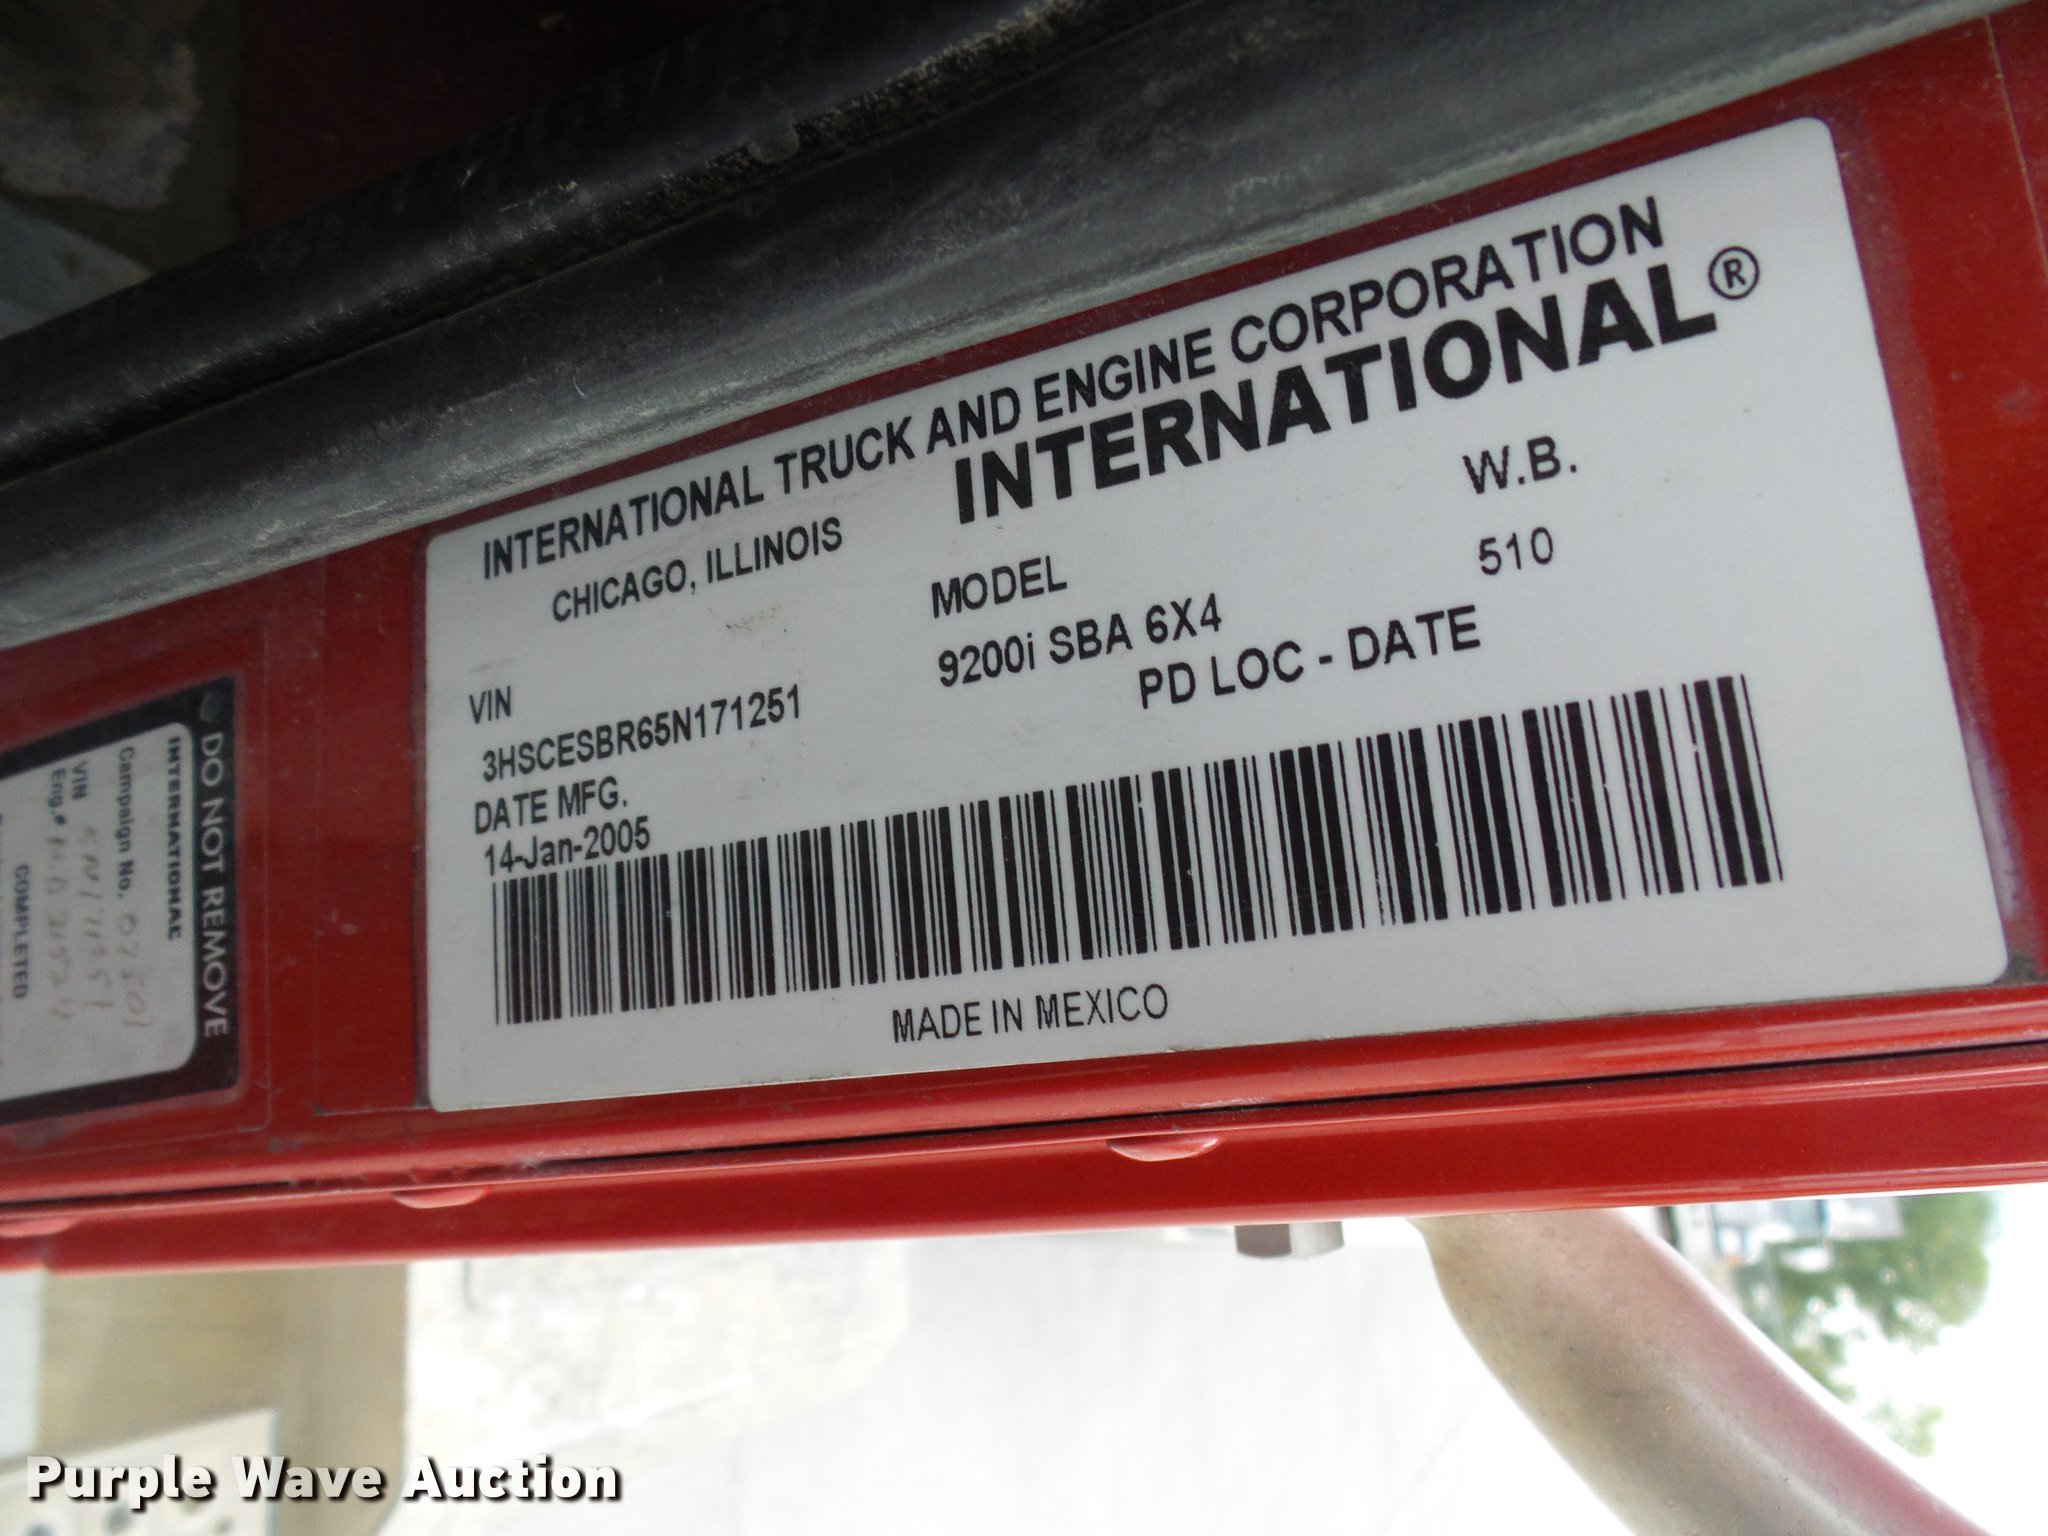 INTERNATIONAL TRUCK AND ENGINE CORPORATION
CHICAGO, ILLINOIS
INTERNATIONAL®
VIN
MODEL
W.B.
3HSCESBR65N171251
9200i SBA 6X4
510
DATE MFG.
PD LOC - DATE
14-Jan-2005
MADE IN MEXICO
DO NOT REMOVE
INTERNATIONAL
Campaign No.
VIN
Eng.#
COMPLETED
Purple Wave Auction